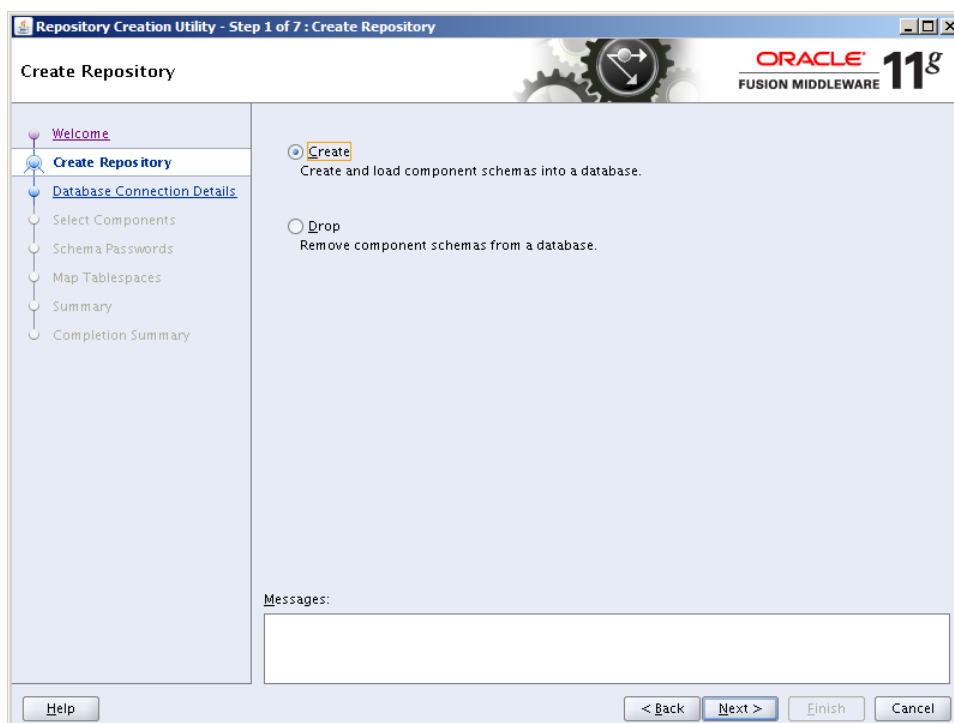 Repository Creation Utility - Step 1 of 7 : Create Repository
Create Repository
ORACLE®
FUSION MIDDLEWARE 11g
Welcome
Create Repository
Database Connection Details
Select Components
Schema Passwords
Map Tablespaces
Summary
Completion Summary
Create
Create and load component schemas into a database.
Drop
Remove component schemas from a database.
Messages:
Help
< Back
Next >
Finish
Cancel